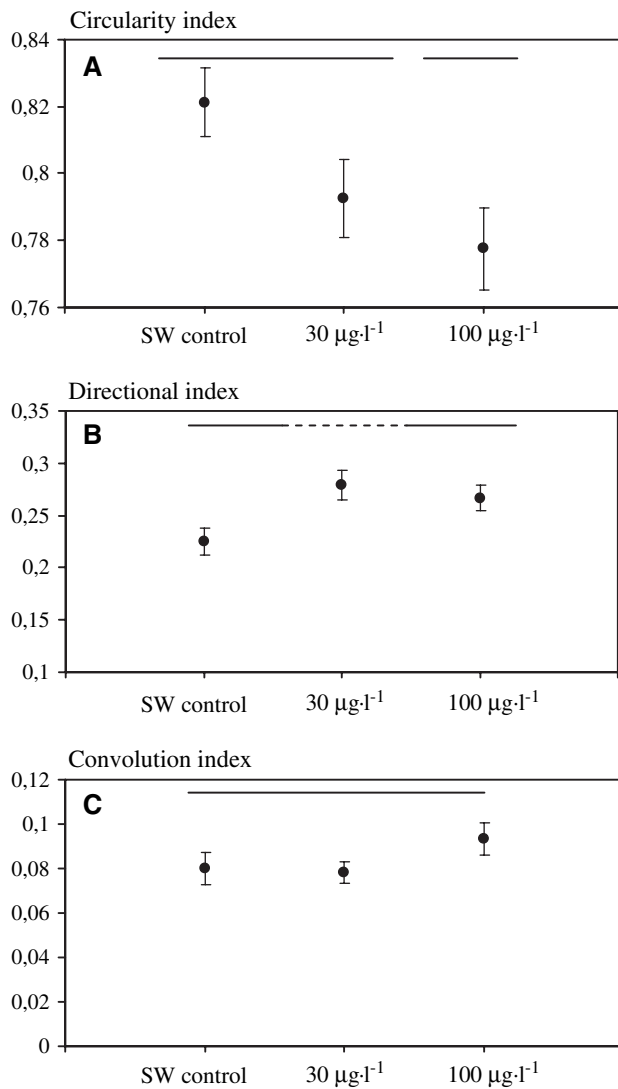 Circularity index
0,84
A
0,82
0,8
0,78
0,76
SW control 30 µg·l⁻¹ 100 µg·l⁻¹
Directional index
0,35
B
0,3
0,25
0,2
0,15
0,1
SW control 30 µg·l⁻¹ 100 µg·l⁻¹
Convolution index
0,12
C
0,1
0,08
0,06
0,04
0,02
0
SW control 30 µg·l⁻¹ 100 µg·l⁻¹